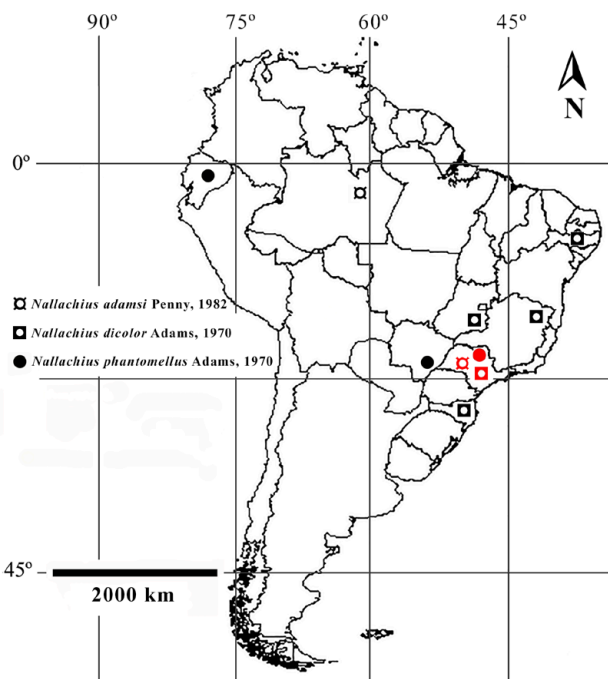 90º 75º 60º 45º
N
0º
Nallachius adamsi Penny, 1982
Nallachius dicolor Adams, 1970
Nallachius phantomellus Adams, 1970
45º
2000 km